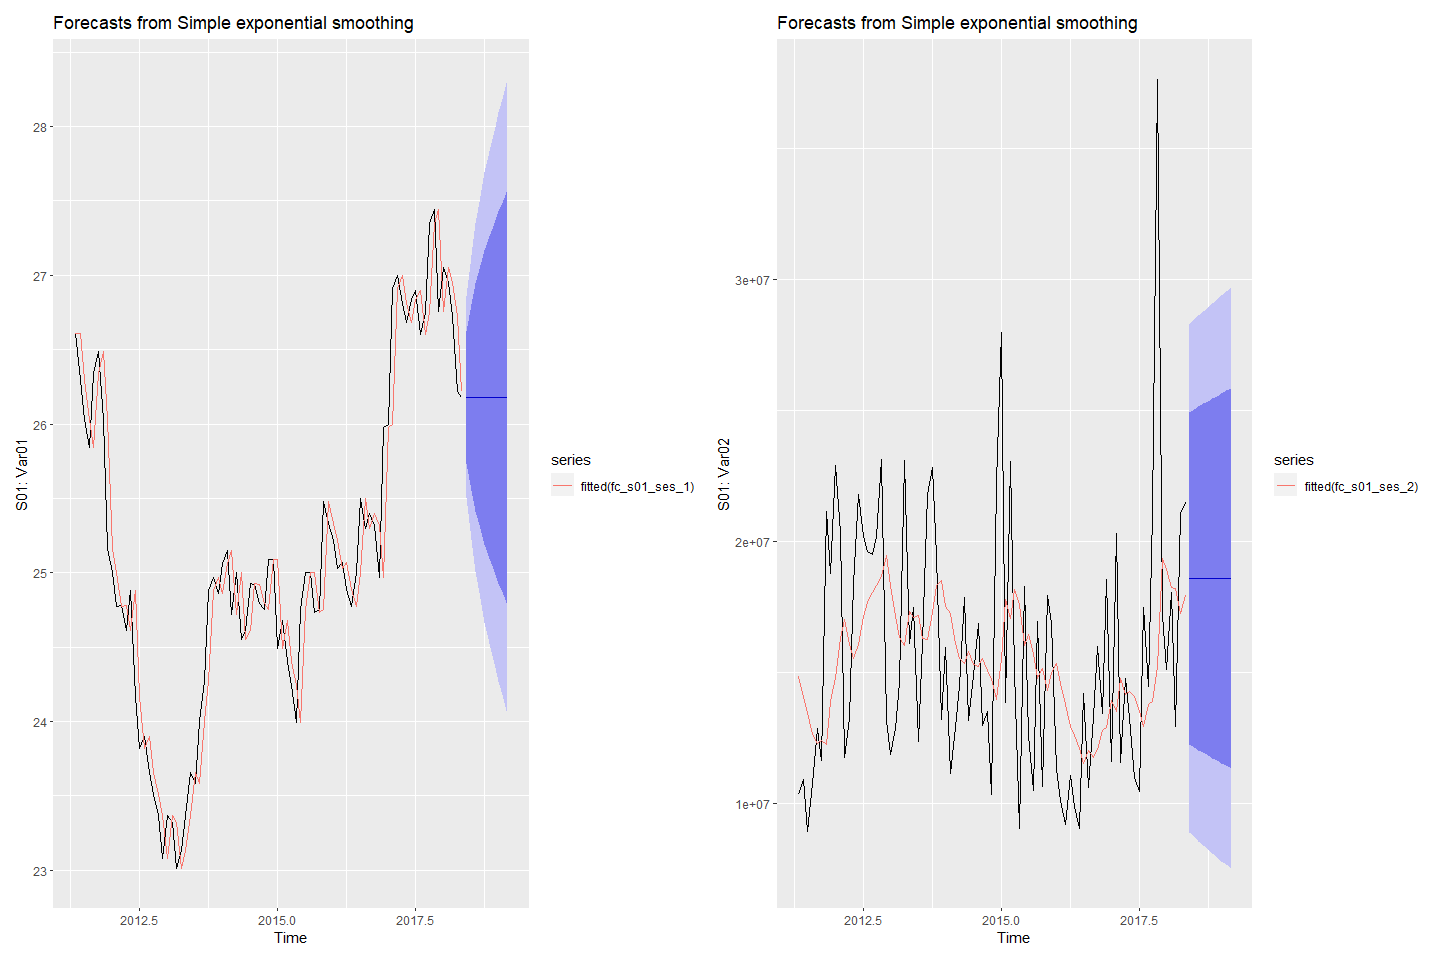 Forecasts from Simple exponential smoothing
28
27
26
25
24
23
S01: Var01
2012.5
2015.0
2017.5
Time
series
fitted(fc_s01_ses_1)
Forecasts from Simple exponential smoothing
3e+07
2e+07
1e+07
S01: Var02
2012.5
2015.0
2017.5
Time
series
fitted(fc_s01_ses_2)